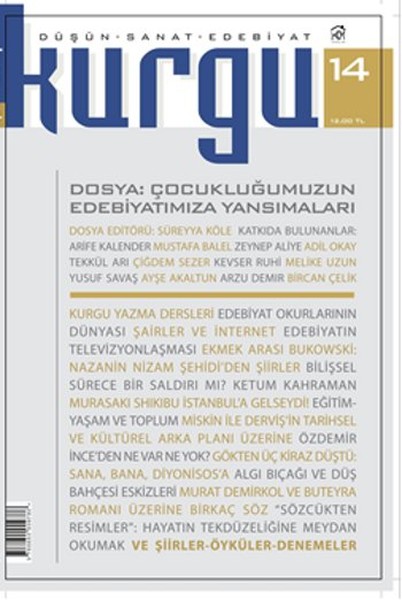 DÜŞÜN-SANAT-EDEBİYAT
kurgu
14
DOSYA: ÇOCUKLUĞUMUZUN
EDEBİYATIMIZA YANSIMALARI
DOSYA EDİTÖRÜ: SÜREYYA KÖLE KATKIDA BULUNANLAR:
ARİFE KALENDER MUSTAFA BALEL ZEYNEP ALİYE ADİL OKAY
TEKKÜL ARI ÇİĞDEM SEZER KEVSER RUHİ MELİKE UZUN
YUSUF SAVAŞ AYŞE AKALTUN ARZU DEMİR BİRCAN ÇELİK
KURGU YAZMA DERSLERİ EDEBİYAT OKURLARININ
DÜNYASI ŞAİRLER VE İNTERNET EDEBİYATIN
TELEVİZYONLAŞMASI EKMEK ARASI BUKOWSKI:
NAZANİN NİZAM ŞEHİDİ'DEN ŞİİRLER BİLİŞSEL
SÜRECE BİR SALDIRI MI? KETUM KAHRAMAN
MURASAKI SHIKIBU İSTANBUL'A GELSEYDİ! EĞİTİM-
YAŞAM VE TOPLUM MİSKİN İLE DERVİŞ'İN TARİHSEL
VE KÜLTÜREL ARKA PLANI ÜZERİNE ÖZDEMİR
İNCE'DEN NE VAR NE YOK? GÖKTEN ÜÇ KİRAZ DÜŞTÜ:
SANA, BANA, DİYONİSOS'A ALGI BIÇAĞI VE DÜŞ
BAHÇESİ ESKİZLERİ MURAT DEMİRKOL VE BUTEYRA
ROMANI ÜZERİNE BİRKAÇ SÖZ "SÖZCÜKTEN
RESİMLER": HAYATIN TEKDÜZELİĞİNE MEYDAN
OKUMAK VE ŞİİRLER-ÖYKÜLER-DENEMELER